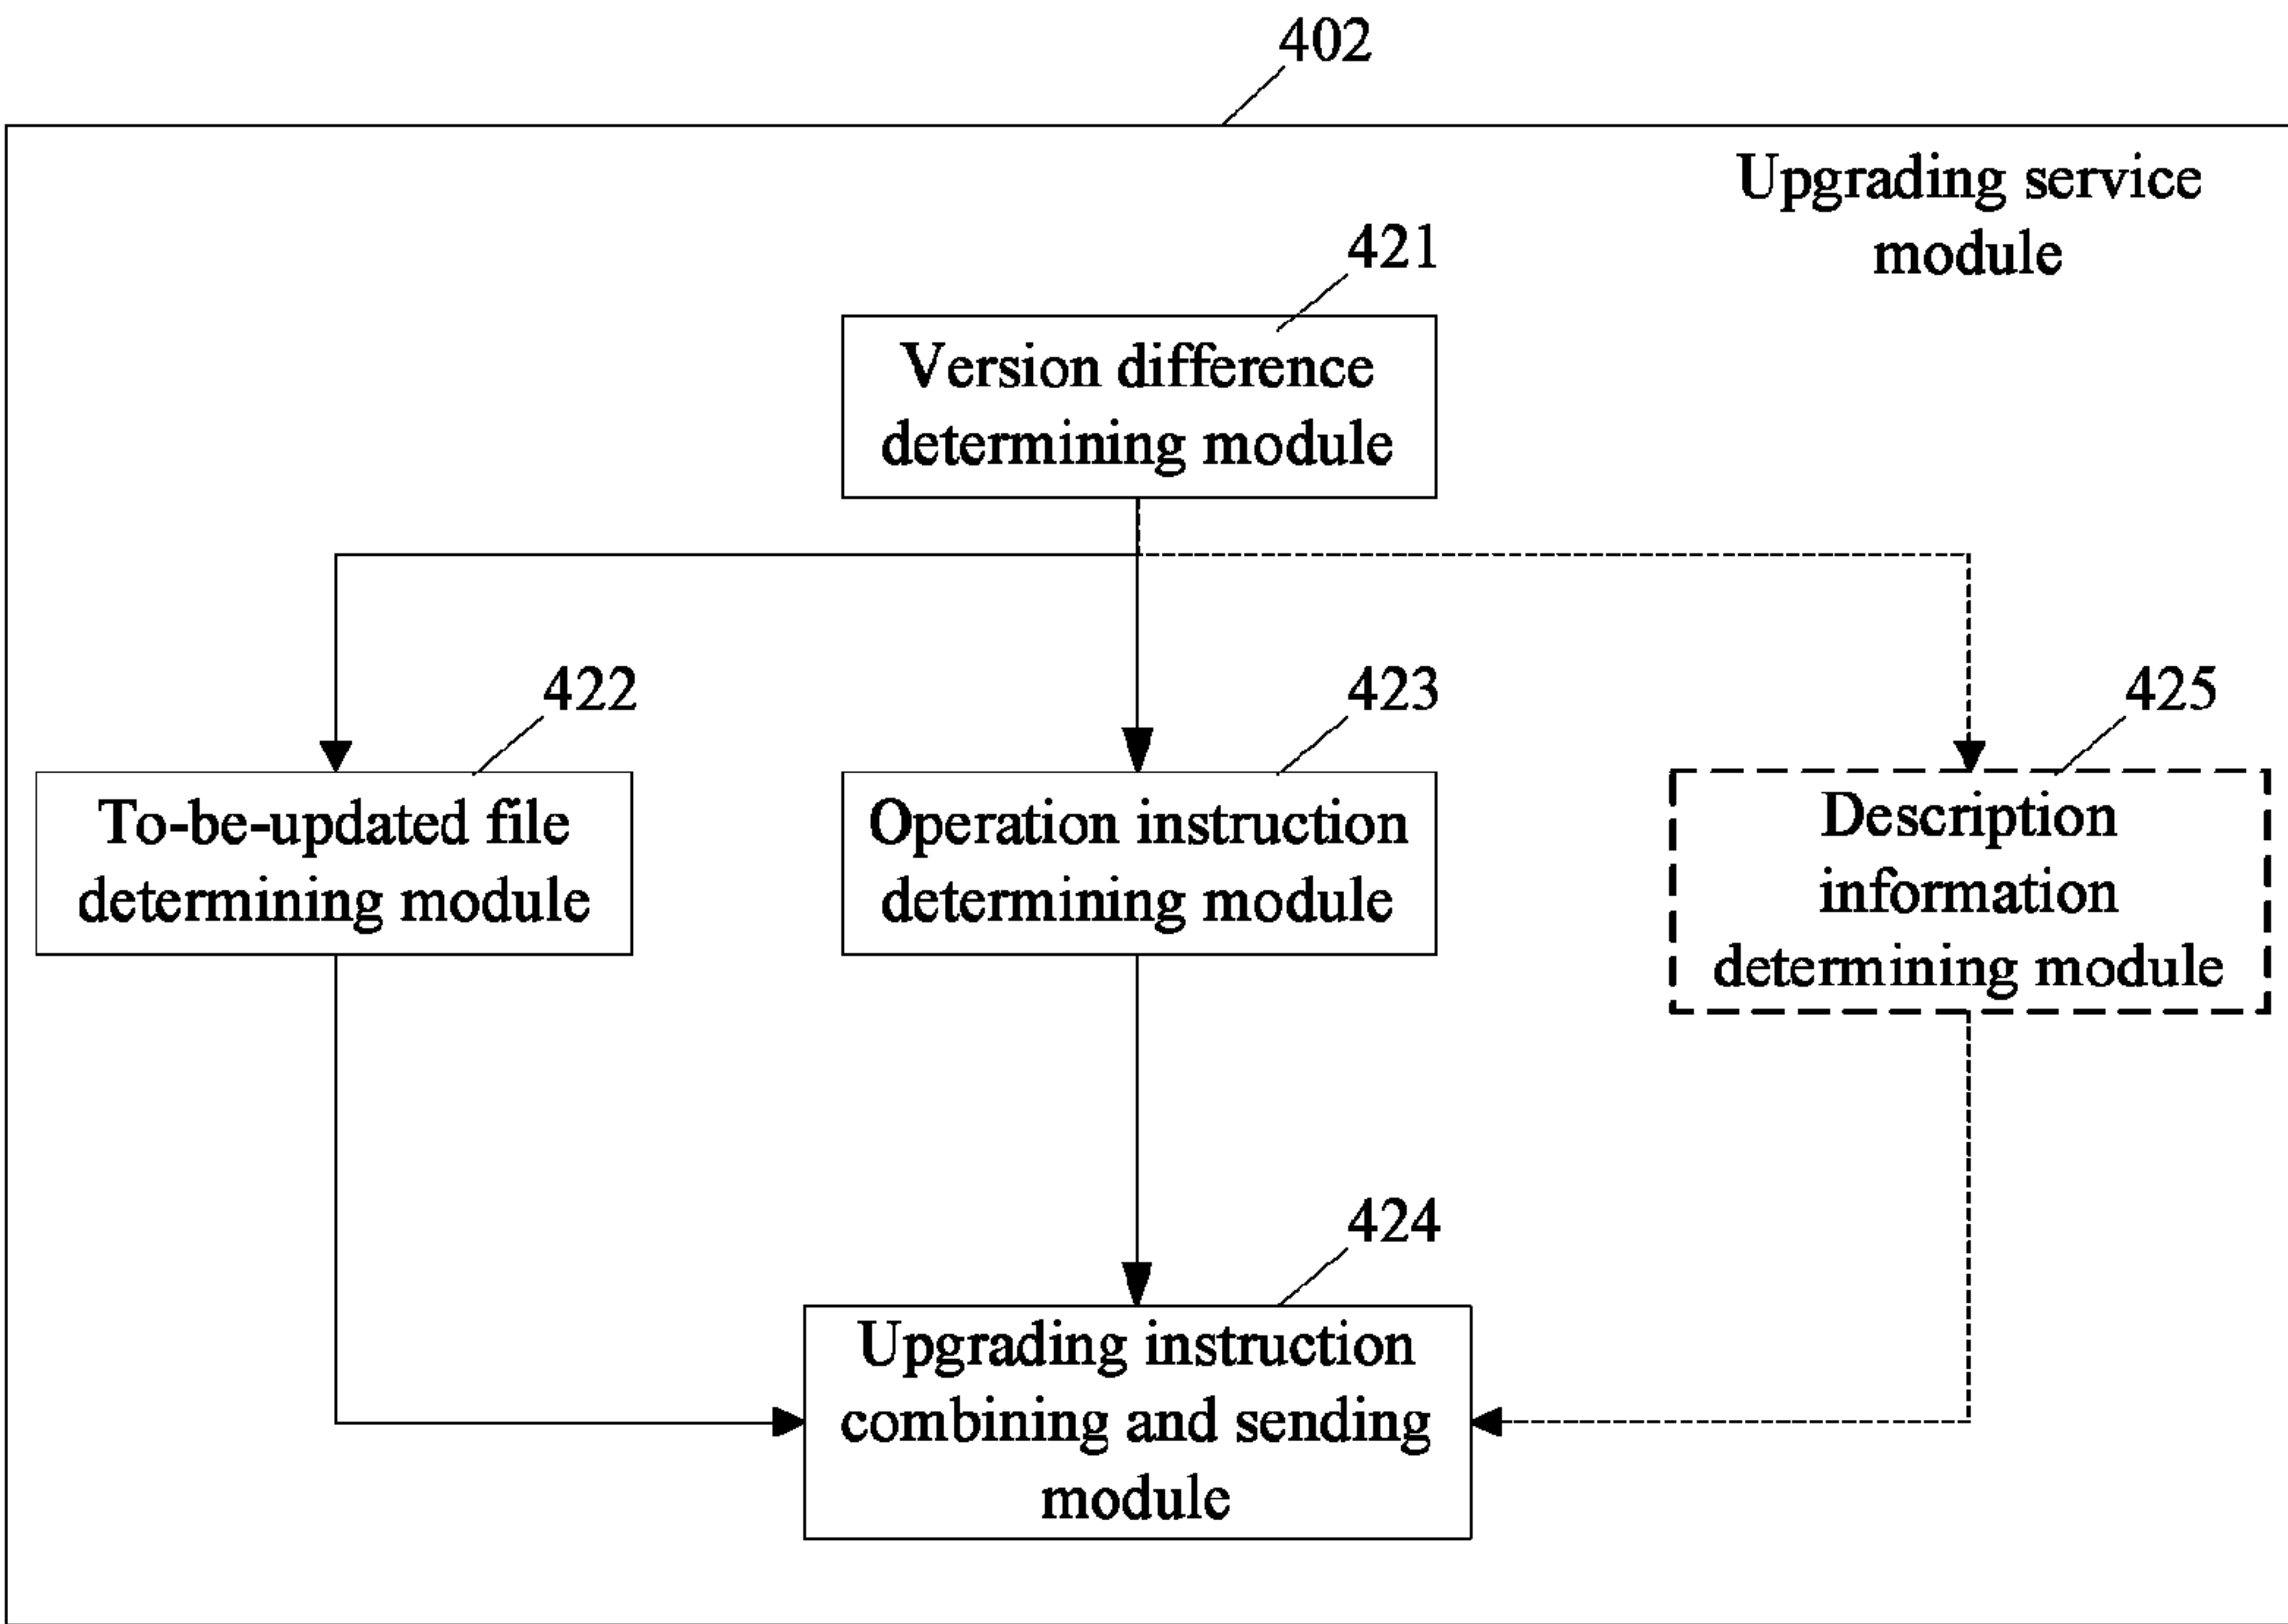 402
Upgrading service
module
421
Version difference
determining module
422
423
425
To-be-updated file
determining module
Operation instruction
determining module
Description
information
determining module
424
Upgrading instruction
combining and sending
module